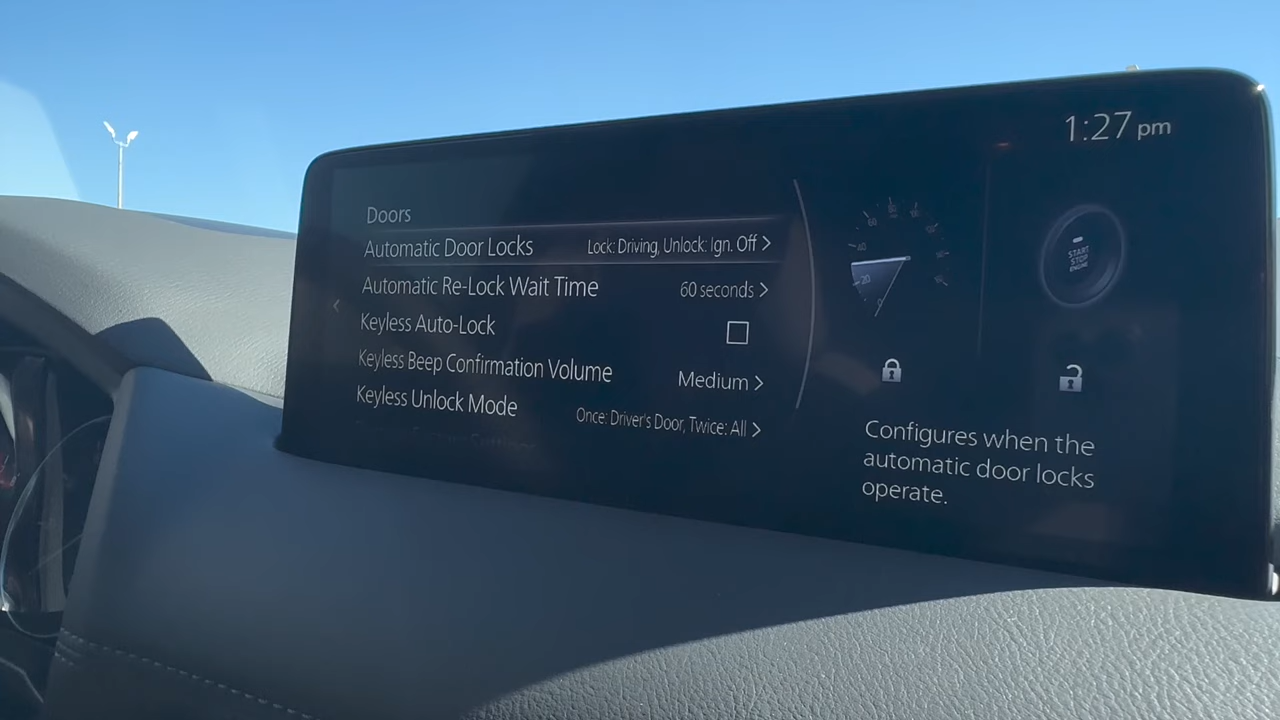 1:27 pm
Doors
Automatic Door Locks Lock: Driving, Unlock: Ign. Off >
Automatic Re-Lock Wait Time 60 seconds >
Keyless Auto-Lock
Keyless Beep Confirmation Volume Medium >
Keyless Unlock Mode Once: Driver's Door, Twice: All >
START
STOP
ENGINE
Configures when the
automatic door locks
operate.